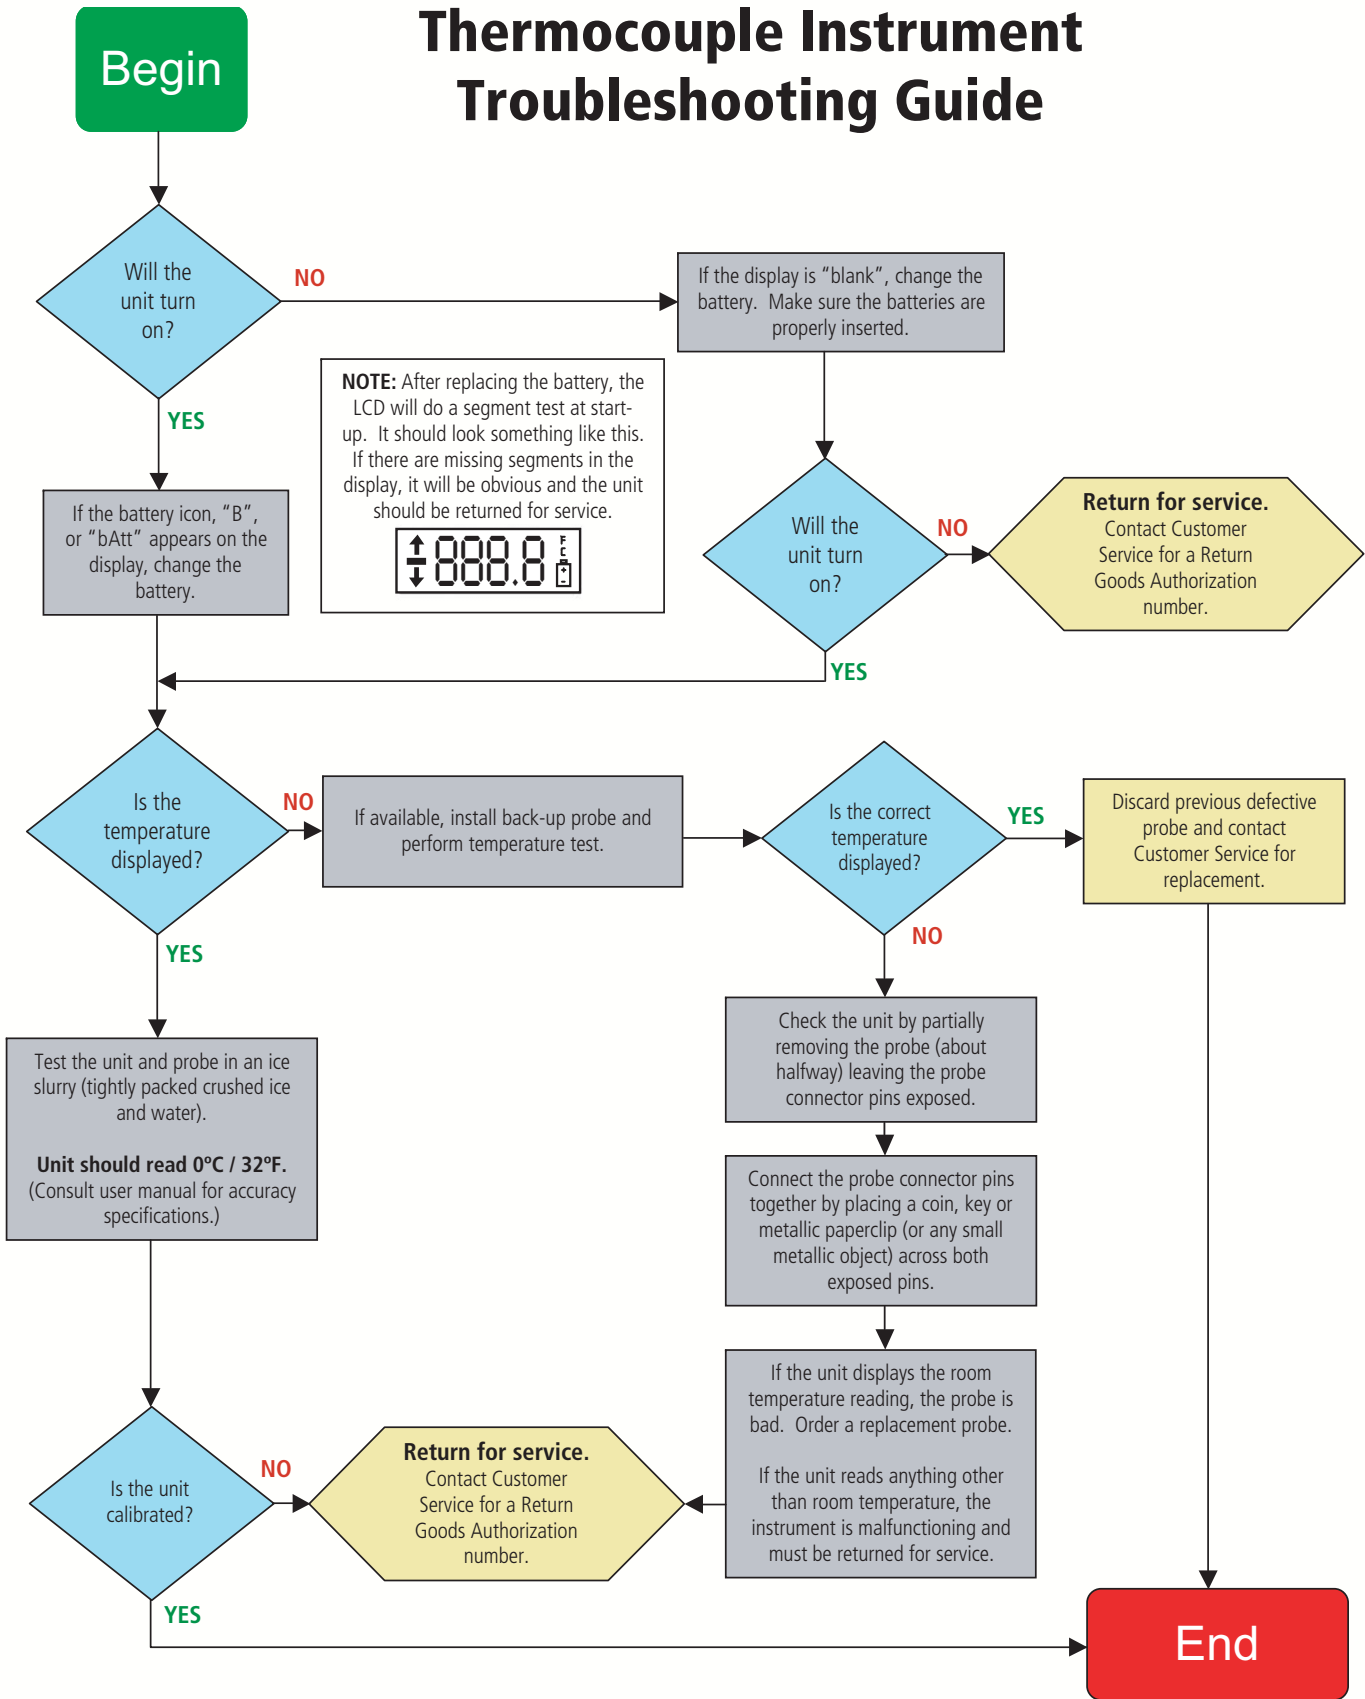 Begin
Thermocouple Instrument
Troubleshooting Guide
Will the
unit turn
on?
NO
If the display is “blank”, change the
battery.  Make sure the batteries are
properly inserted.
YES
NOTE: After replacing the battery, the
LCD will do a segment test at start-
up.  It should look something like this.
If there are missing segments in the
display, it will be obvious and the unit
should be returned for service.
888.8
F
C
+
-
If the battery icon, “B”,
or “bAtt” appears on the
display, change the
battery.
Will the
unit turn
on?
NO
Return for service.
Contact Customer
Service for a Return
Goods Authorization
number.
YES
Is the
temperature
displayed?
NO
If available, install back-up probe and
perform temperature test.
Is the correct
temperature
displayed?
YES
Discard previous defective
probe and contact
Customer Service for
replacement.
YES
NO
Test the unit and probe in an ice
slurry (tightly packed crushed ice
and water).
Unit should read 0ºC / 32ºF.
(Consult user manual for accuracy
specifications.)
Check the unit by partially
removing the probe (about
halfway) leaving the probe
connector pins exposed.
Connect the probe connector pins
together by placing a coin, key or
metallic paperclip (or any small
metallic object) across both
exposed pins.
If the unit displays the room
temperature reading, the probe is
bad.  Order a replacement probe.
If the unit reads anything other
than room temperature, the
instrument is malfunctioning and
must be returned for service.
Is the unit
calibrated?
NO
Return for service.
Contact Customer
Service for a Return
Goods Authorization
number.
YES
End